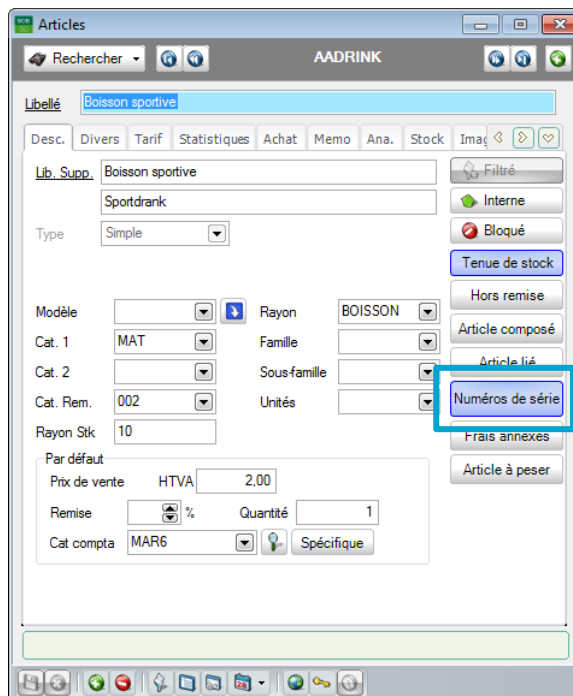 Articles
Rechercher AADRINK
Libellé Boisson sportive
Desc. Divers Tarif Statistiques Achat Memo Ana. Stock
Lib. Supp. Boisson sportive Filtré
Sportdrank Interne
Type Simple Bloqué
Tenue de stock
Hors remise
Modèle Rayon BOISSON
Article composé
Cat. 1 MAT Famille
Article lié
Cat. 2 Sous-famille
Cat. Rem. 002 Unités Numéros de série
Rayon Stk 10 Frais annexes
Par défaut
Article à peser
Prix de vente HTVA 2,00
Remise % Quantité 1
Cat compta MAR6 Spécifique